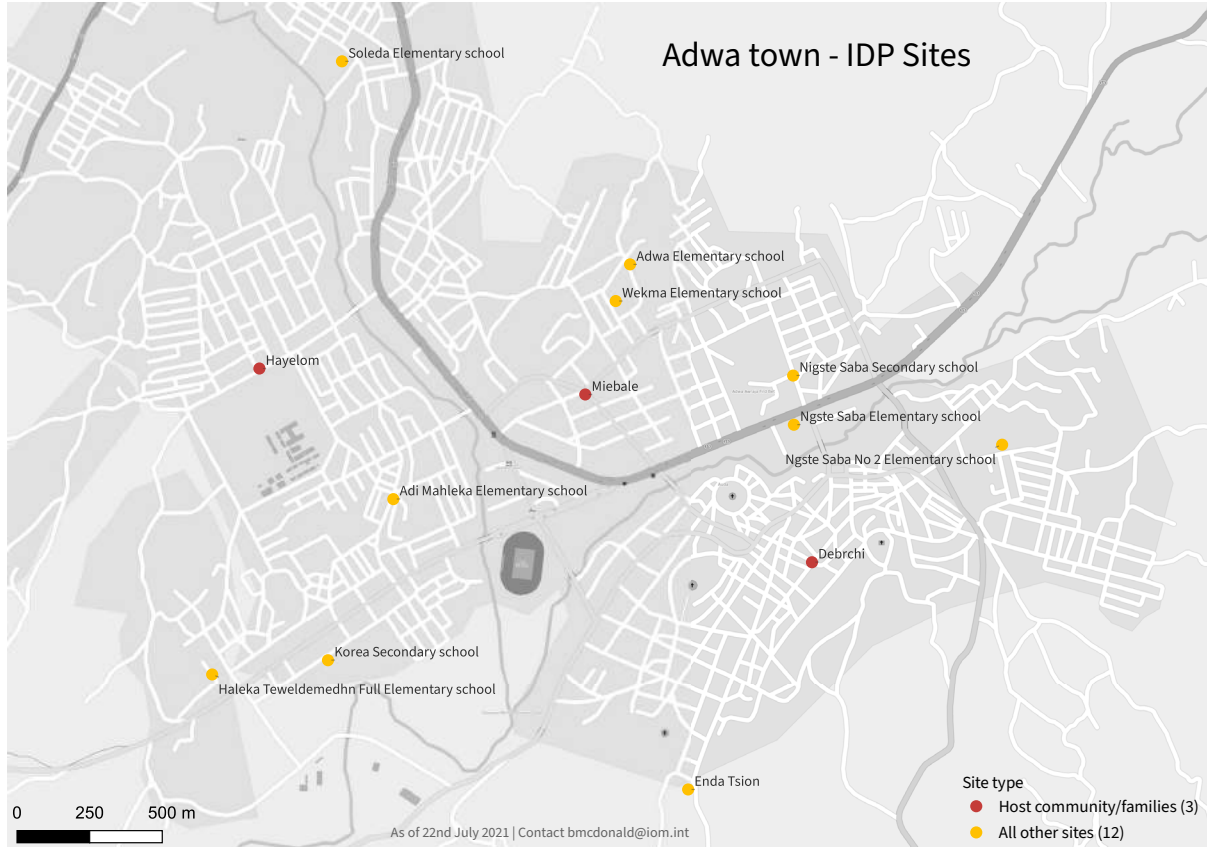 Adwa town - IDP Sites
Soleda Elementary school
Adwa Elementary school
Wekma Elementary school
Hayelom
Nigste Saba Secondary school
Miebale
Ngste Saba Elementary school
Ngste Saba No 2 Elementary school
Adi Mahleka Elementary school
Debrchi
Korea Secondary school
Haleka Teweldemedhn Full Elementary school
Enda Tsion
Site type
Host community/families (3)
All other sites (12)
0 250 500 m
As of 22nd July 2021 | Contact bmcdonald@iom.int